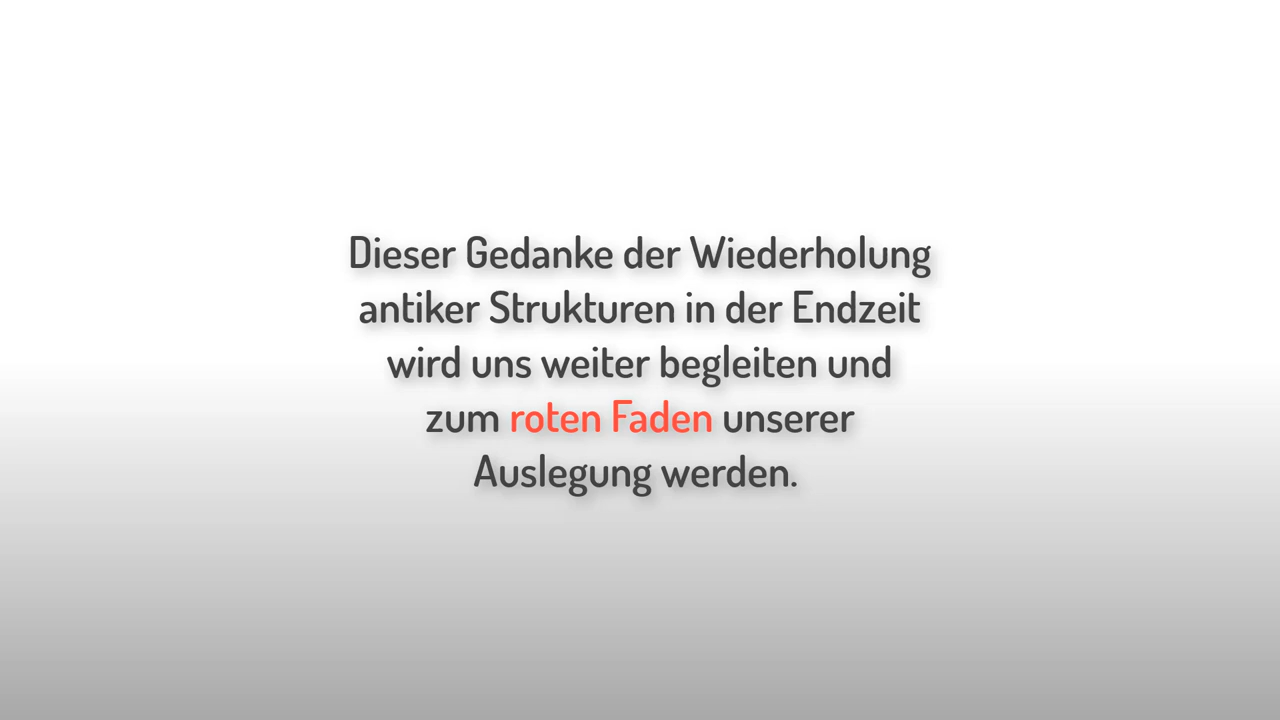 Dieser Gedanke der Wiederholung
antiker Strukturen in der Endzeit
wird uns weiter begleiten und
zum roten Faden unserer
Auslegung werden.